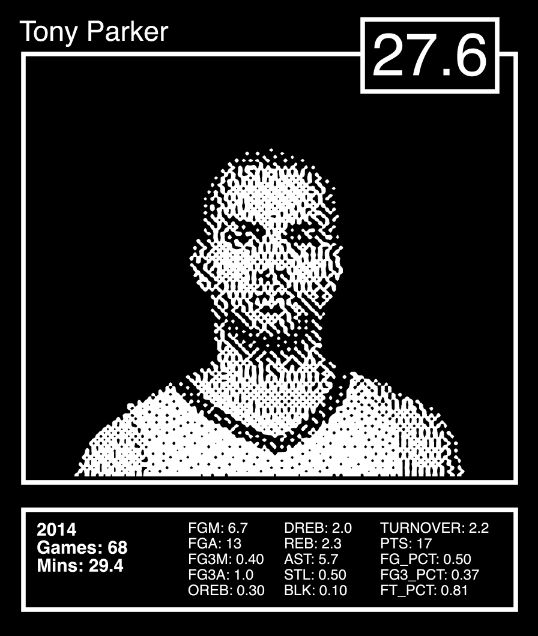 Tony Parker
27.6
2014
Games: 68
Mins: 29.4
FGM: 6.7
FGA: 13
FG3M: 0.40
FG3A: 1.0
OREB: 0.30
DREB: 2.0
REB: 2.3
AST: 5.7
STL: 0.50
BLK: 0.10
TURNOVER: 2.2
PTS: 17
FG_PCT: 0.50
FG3_PCT: 0.37
FT_PCT: 0.81